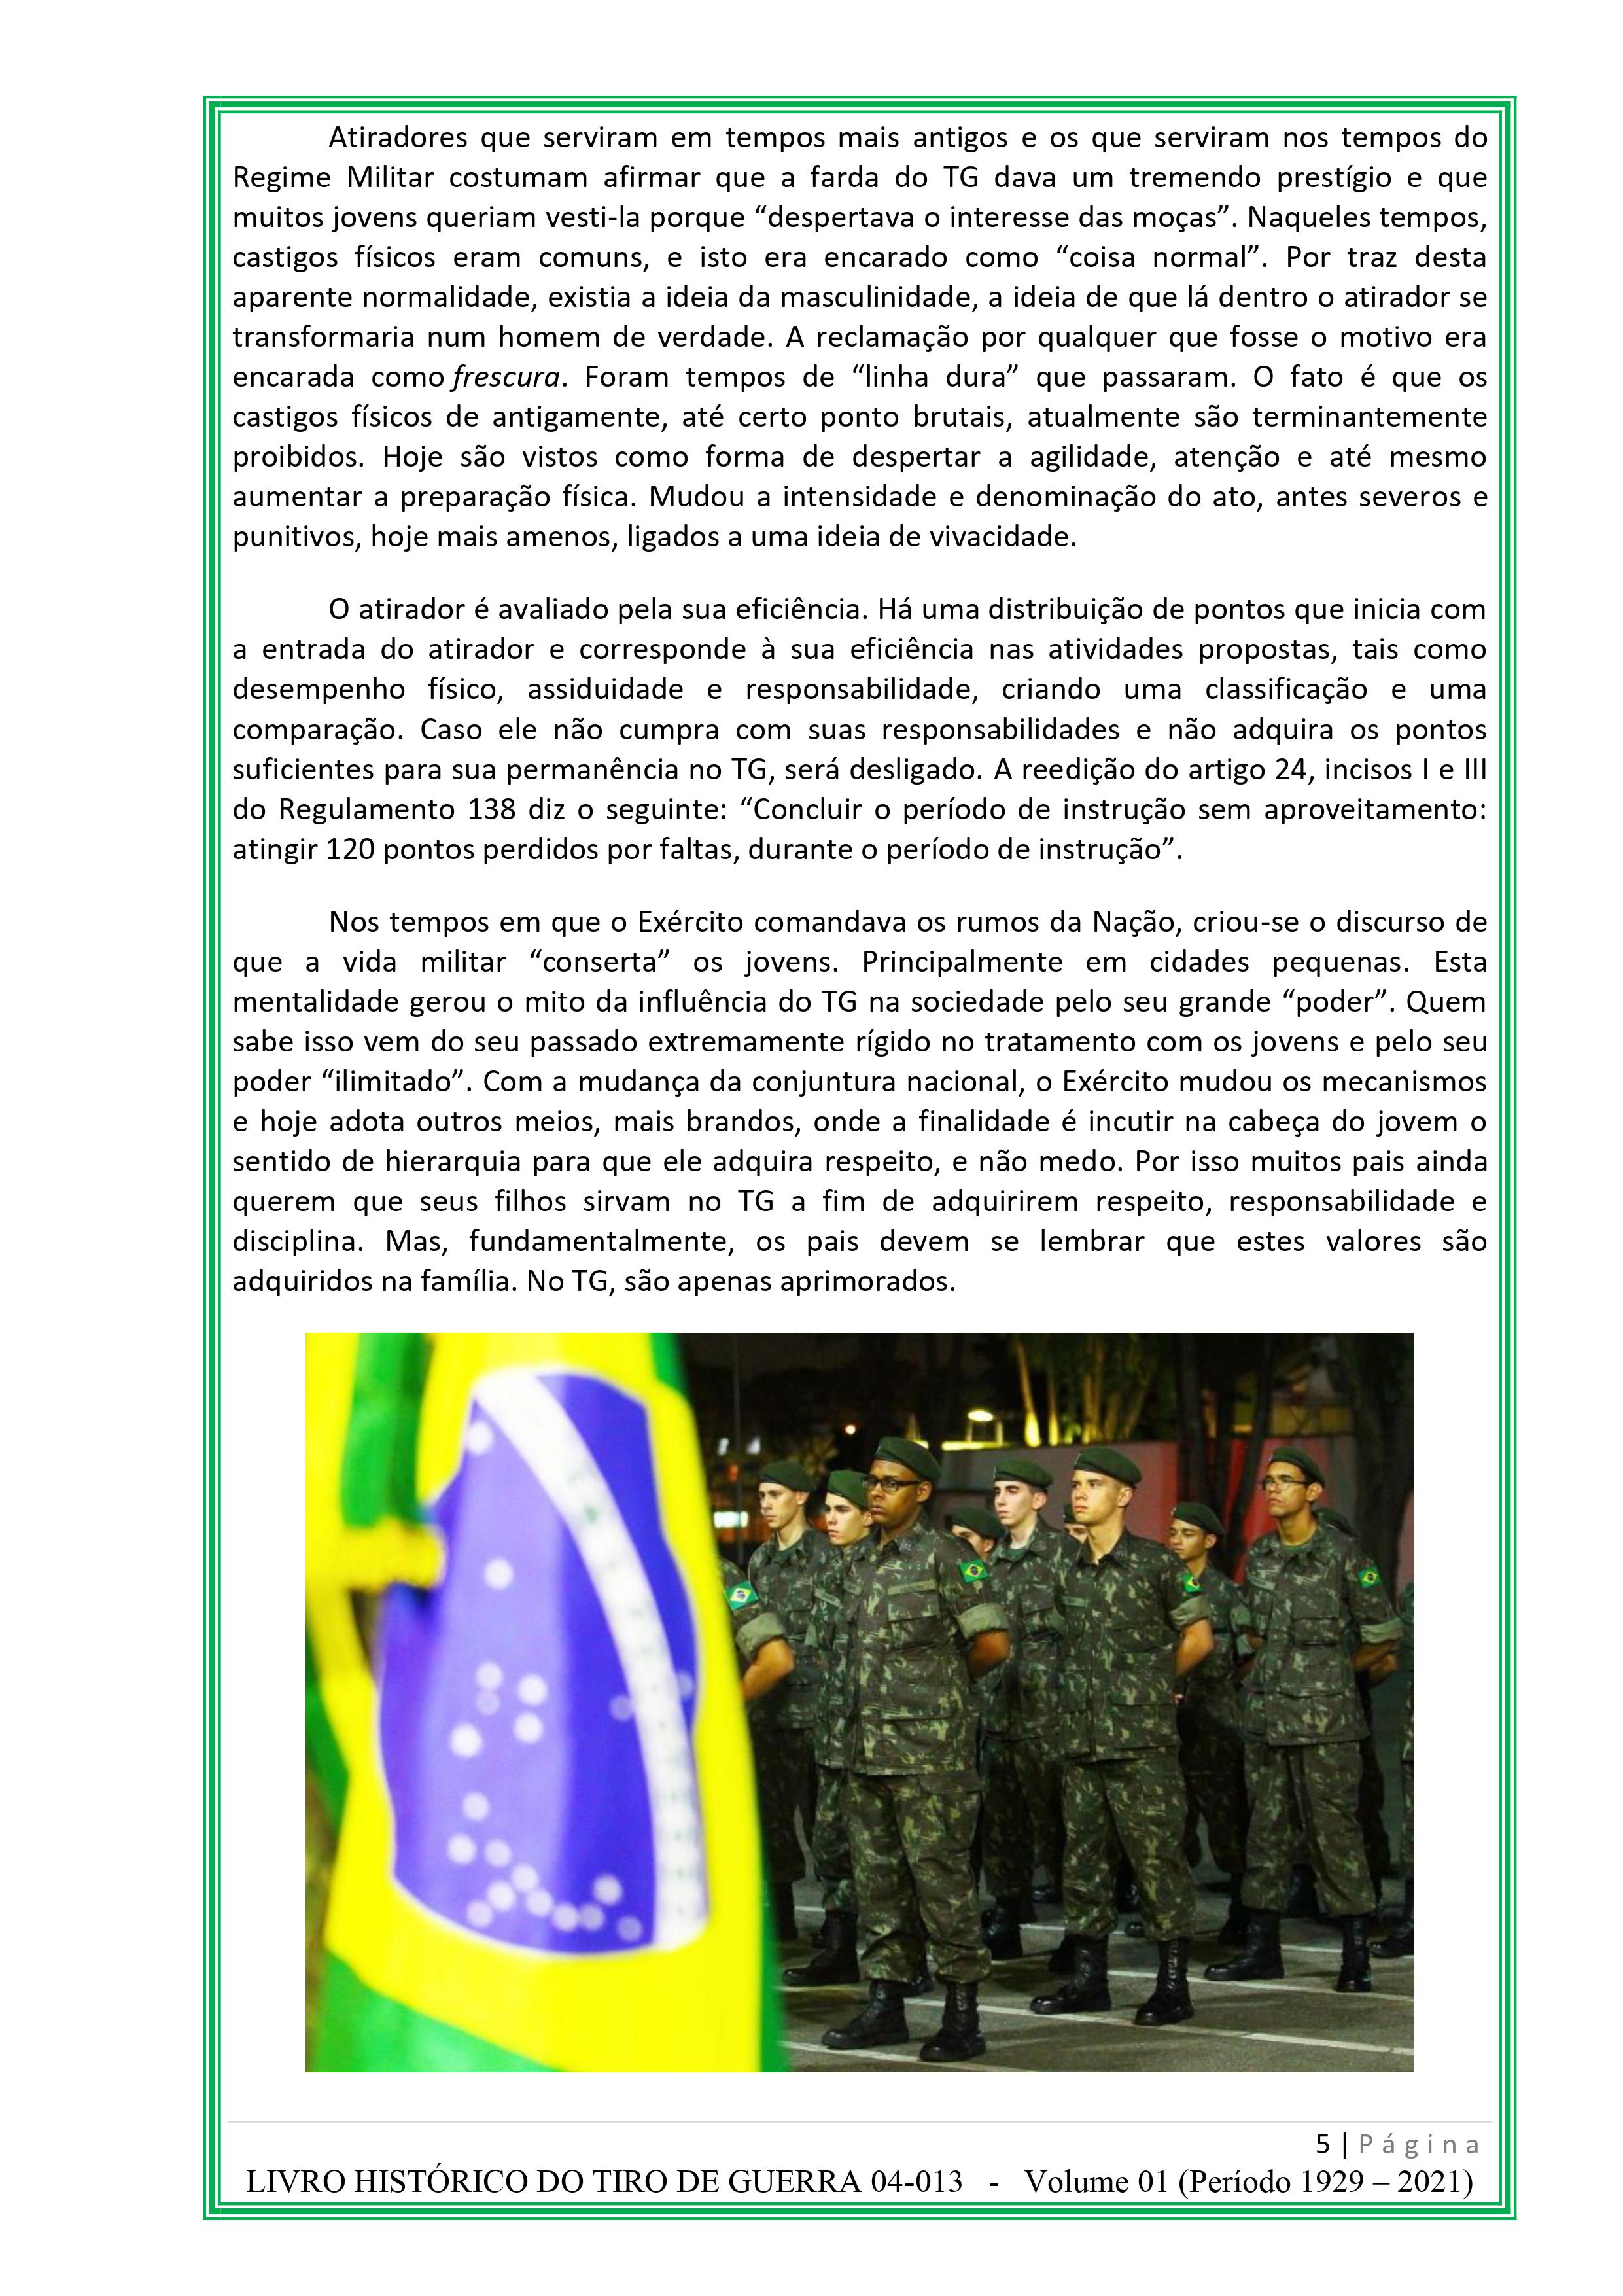 Atiradores que serviram em tempos mais antigos e os que serviram nos tempos do
Regime Militar costumam afirmar que a farda do TG dava um tremendo prestígio e que
muitos jovens queriam vesti-la porque “despertava o interesse das moças”. Naqueles tempos,
castigos físicos eram comuns, e isto era encarado como “coisa normal”. Por traz desta
aparente normalidade, existia a ideia da masculinidade, a ideia de que lá dentro o atirador se
transformaria num homem de verdade. A reclamação por qualquer que fosse o motivo era
encarada como frescura. Foram tempos de “linha dura” que passaram. O fato é que os
castigos físicos de antigamente, até certo ponto brutais, atualmente são terminantemente
proibidos. Hoje são vistos como forma de despertar a agilidade, atenção e até mesmo
aumentar a preparação física. Mudou a intensidade e denominação do ato, antes severos e
punitivos, hoje mais amenos, ligados a uma ideia de vivacidade.
O atirador é avaliado pela sua eficiência. Há uma distribuição de pontos que inicia com
a entrada do atirador e corresponde à sua eficiência nas atividades propostas, tais como
desempenho físico, assiduidade e responsabilidade, criando uma classificação e uma
comparação. Caso ele não cumpra com suas responsabilidades e não adquira os pontos
suficientes para sua permanência no TG, será desligado. A reedição do artigo 24, incisos I e III
do Regulamento 138 diz o seguinte: “Concluir o período de instrução sem aproveitamento:
atingir 120 pontos perdidos por faltas, durante o período de instrução”.
Nos tempos em que o Exército comandava os rumos da Nação, criou-se o discurso de
que a vida militar “conserta” os jovens. Principalmente em cidades pequenas. Esta
mentalidade gerou o mito da influência do TG na sociedade pelo seu grande “poder”. Quem
sabe isso vem do seu passado extremamente rígido no tratamento com os jovens e pelo seu
poder “ilimitado”. Com a mudança da conjuntura nacional, o Exército mudou os mecanismos
e hoje adota outros meios, mais brandos, onde a finalidade é incutir na cabeça do jovem o
sentido de hierarquia para que ele adquira respeito, e não medo. Por isso muitos pais ainda
querem que seus filhos sirvam no TG a fim de adquirirem respeito, responsabilidade e
disciplina. Mas, fundamentalmente, os pais devem se lembrar que estes valores são
adquiridos na família. No TG, são apenas aprimorados.
5 | Página
LIVRO HISTÓRICO DO TIRO DE GUERRA 04-013 - Volume 01 (Período 1929 – 2021)